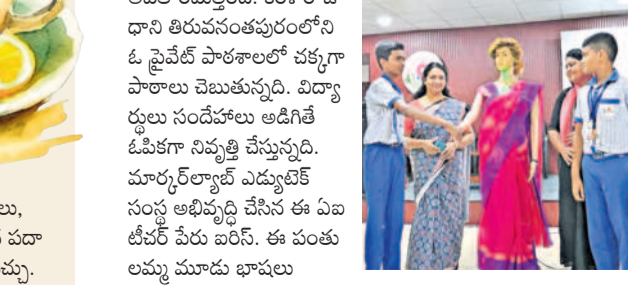 ధాని తిరువనంతపురంలోని
ఓ ప్రైవేట్ పాఠశాలలో చక్కగా
పాఠాలు చెబుతున్నది. విద్యా
ర్థులు సందేహాలు అడిగితే
ఓపికగా నివృత్తి చేస్తున్నది.
మార్కర్‌ల్యాబ్ ఎడ్యుటెక్
సంస్థ అభివృద్ధి చేసిన ఈ ఏఐ
టీచర్ పేరు ఐరిస్. ఈ పంతు
లమ్మ మూడు భాషలు
లు,
పదా
చ్చు.